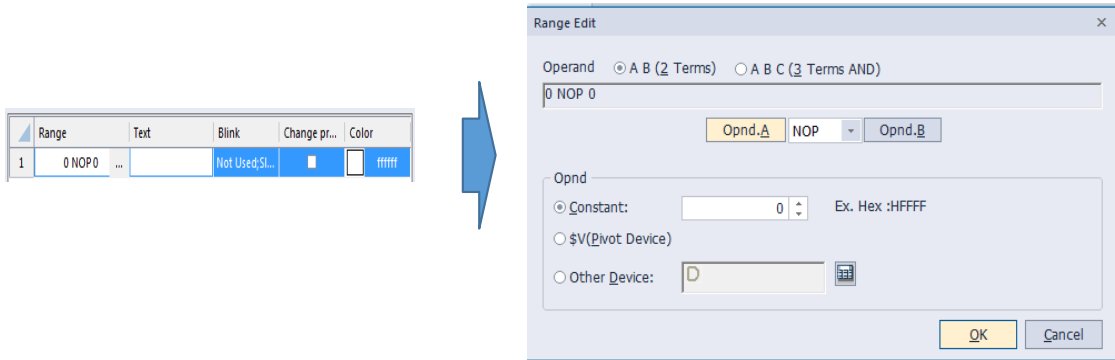 Range Text Blink Change pr... Color
1 0 NOP 0 ... Not Used;Sl... ffffff
Range Edit
Operand A B (2 Terms) A B C (3 Terms AND)
0 NOP 0
Opnd.A NOP Opnd.B
Opnd
Constant: 0 Ex. Hex :HFFFF
$V(Pivot Device)
Other Device: D
OK Cancel